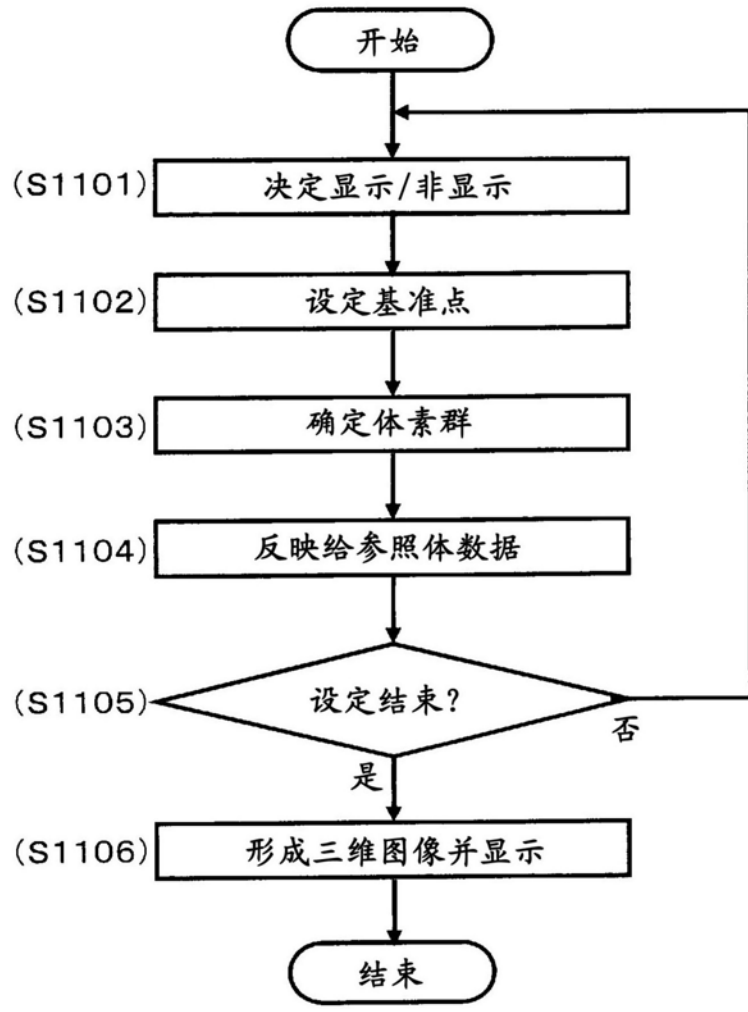 开始
(S1101) 决定显示/非显示
(S1102) 设定基准点
(S1103) 确定体素群
(S1104) 反映给参照体数据
(S1105) 设定结束?
否
是
(S1106) 形成三维图像并显示
结束